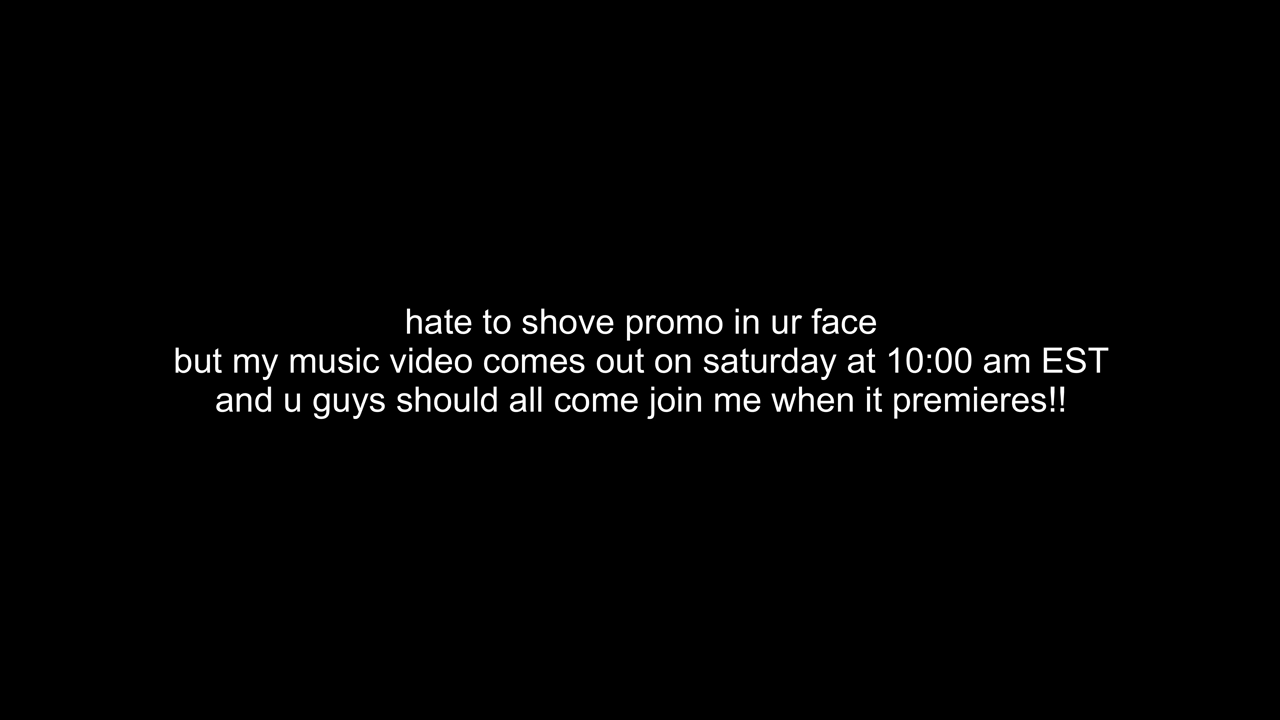 hate to shove promo in ur face
but my music video comes out on saturday at 10:00 am EST
and u guys should all come join me when it premieres!!